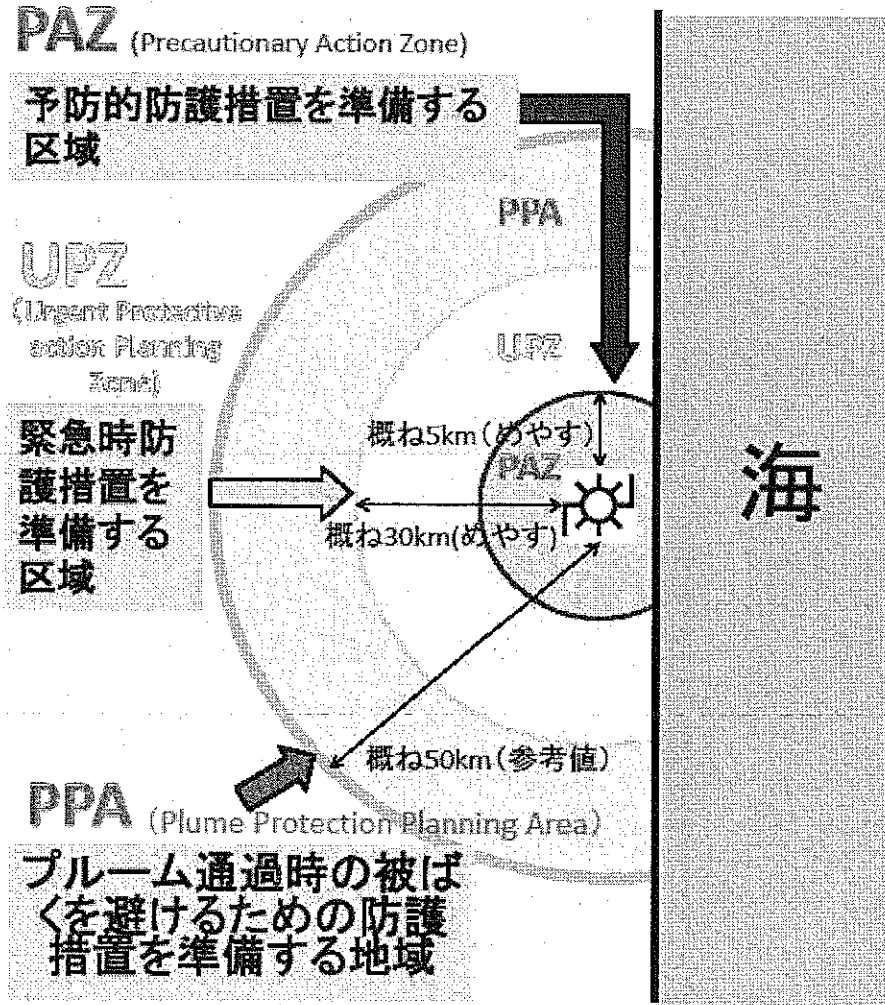 PAZ (Precautionary Action Zone)
予防的防護措置を準備する
区域
PPA
UPZ
(Urgent Protective
action Planning
Zone)
UPZ
概ね5km(めやす)
緊急時防
護措置を
準備する
区域
PAZ
海
概ね30km(めやす)
概ね50km(参考値)
PPA (Plume Protection Planning Area)
プルーム通過時の被ば
くを避けるための防護
措置を準備する地域